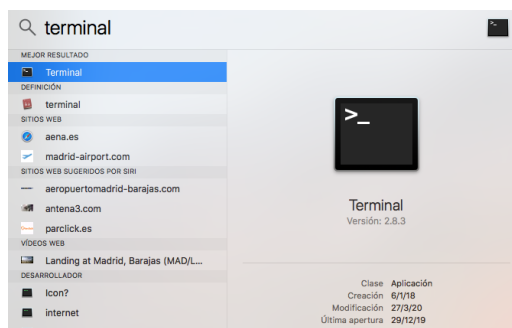 terminal
MEJOR RESULTADO
Terminal
DEFINICIÓN
terminal
SITIOS WEB
aena.es
madrid-airport.com
SITIOS WEB SUGERIDOS POR SIRI
aeropuertomadrid-barajas.com
antena3.com
parclick.es
VÍDEOS WEB
Landing at Madrid, Barajas (MAD/L...
DESARROLLADOR
Icon?
internet
>_
Terminal
Versión: 2.8.3
Clase Aplicación
Creación 6/1/18
Modificación 27/3/20
Última apertura 29/12/19